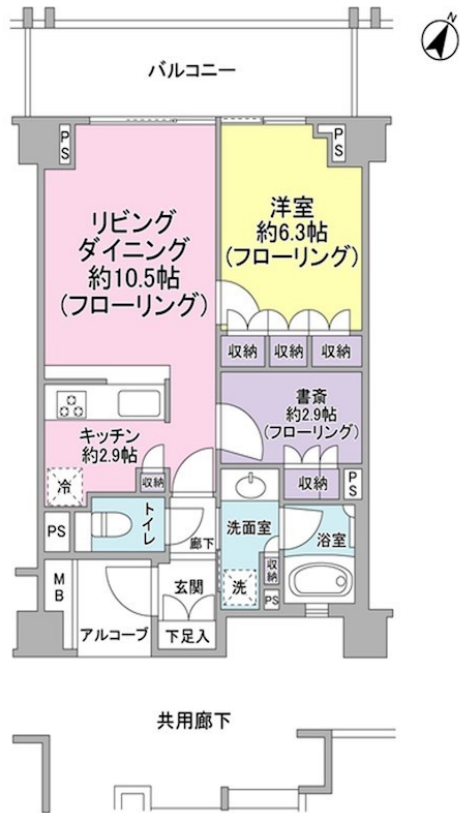 N
バルコニー
PS
PS
リビング
ダイニング
約10.5帖
(フローリング)
洋室
約6.3帖
(フローリング)
収納
収納
収納
書斎
約2.9帖
(フローリング)
キッチン
約2.9帖
冷
収納
収納
PS
PS
トイレ
廊下
洗面室
浴室
MB
玄関
洗
収納
PS
アルコーブ
下足入
共用廊下